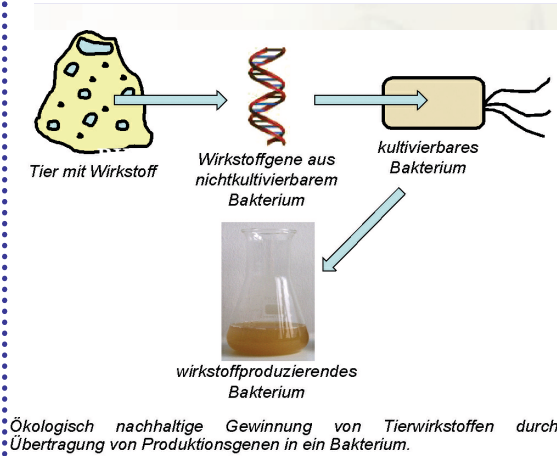 Tier mit Wirkstoff
Wirkstoffgene aus
nichtkultivierbarem
Bakterium
kultivierbares
Bakterium
wirkstoffproduzierendes
Bakterium
Ökologisch nachhaltige Gewinnung von Tierwirkstoffen durch
Übertragung von Produktionsgenen in ein Bakterium.